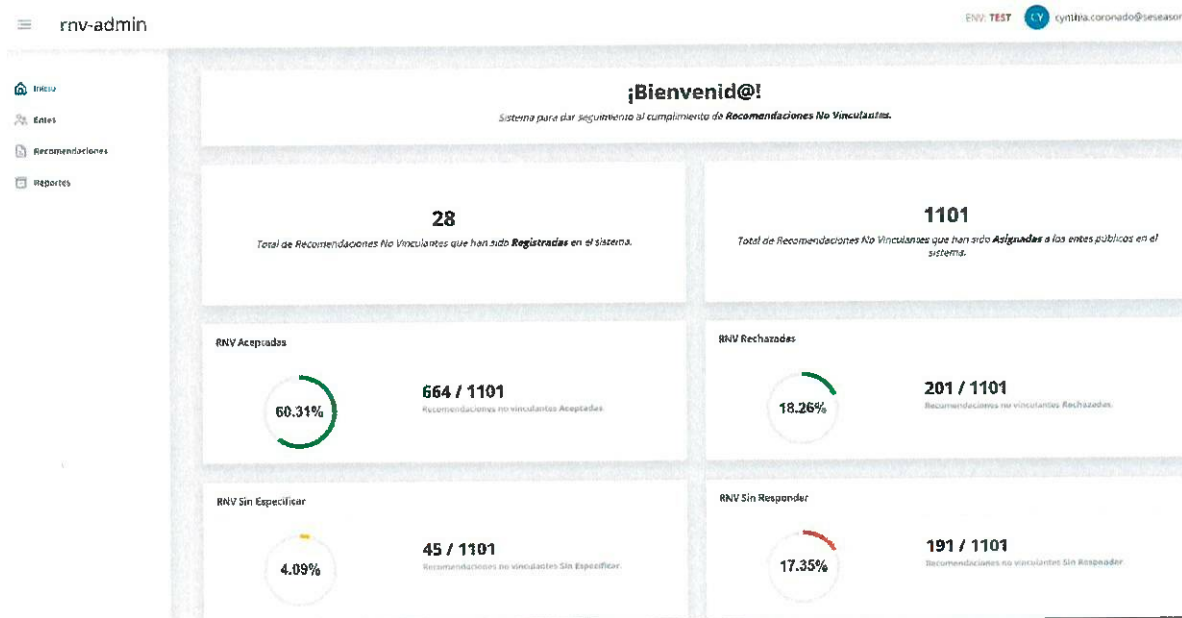 rnv-admin
ENV: TEST
CY
cynthia.coronado@seseason
Inicio
Entes
Recomendaciones
Reportes
¡Bienvenid@!
Sistema para dar seguimiento al cumplimiento de Recomendaciones No Vinculantes.
28
Total de Recomendaciones No Vinculantes que han sido Registradas en el sistema.
1101
Total de Recomendaciones No Vinculantes que han sido Asignadas a los entes públicos en el
sistema.
RNV Aceptadas
60.31%
664 / 1101
Recomendaciones no vinculantes Aceptadas.
RNV Rechazadas
18.26%
201 / 1101
Recomendaciones no vinculantes Rechazadas.
RNV Sin Especificar
4.09%
45 / 1101
Recomendaciones no vinculantes Sin Especificar.
RNV Sin Responder
17.35%
191 / 1101
Recomendaciones no vinculantes Sin Responder